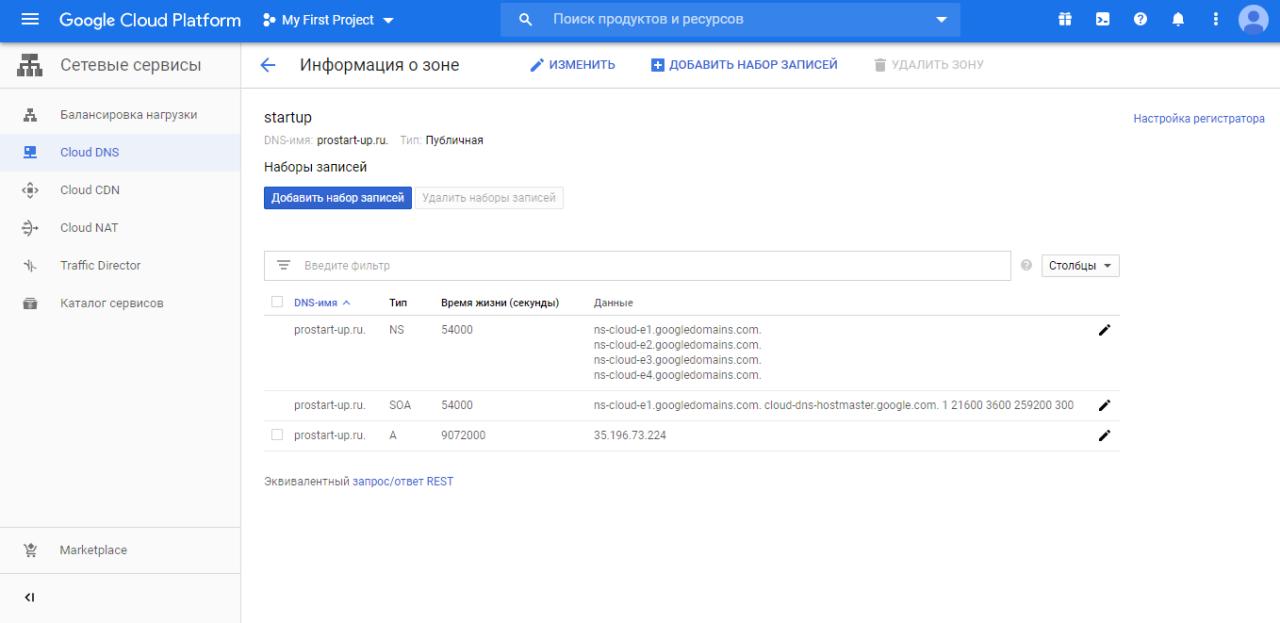 Google Cloud Platform
My First Project
Поиск продуктов и ресурсов
Сетевые сервисы
Информация о зоне
ИЗМЕНИТЬ
ДОБАВИТЬ НАБОР ЗАПИСЕЙ
УДАЛИТЬ ЗОНУ
Балансировка нагрузки
Cloud DNS
Cloud CDN
Cloud NAT
Traffic Director
Каталог сервисов
Marketplace
startup
Настройка регистратора
DNS-имя: prostart-up.ru. Тип: Публичная
Наборы записей
Добавить набор записей
Удалить наборы записей
Введите фильтр
Столбцы
DNS-имя Тип Время жизни (секунды) Данные
prostart-up.ru. NS 54000 ns-cloud-e1.googledomains.com.
ns-cloud-e2.googledomains.com.
ns-cloud-e3.googledomains.com.
ns-cloud-e4.googledomains.com.
prostart-up.ru. SOA 54000 ns-cloud-e1.googledomains.com. cloud-dns-hostmaster.google.com. 1 21600 3600 259200 300
prostart-up.ru. A 9072000 35.196.73.224
Эквивалентный запрос/ответ REST